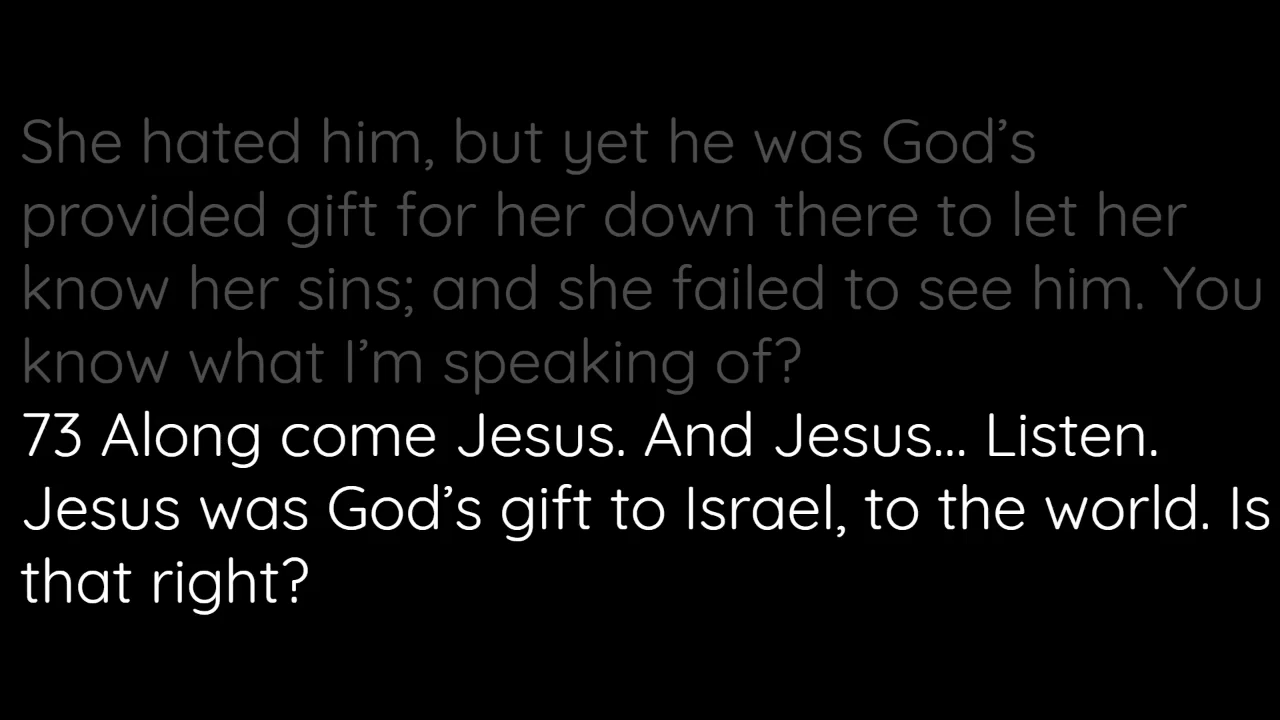 She hated him, but yet he was God’s
provided gift for her down there to let her
know her sins; and she failed to see him. You
know what I’m speaking of?
73 Along come Jesus. And Jesus... Listen.
Jesus was God’s gift to Israel, to the world. Is
that right?